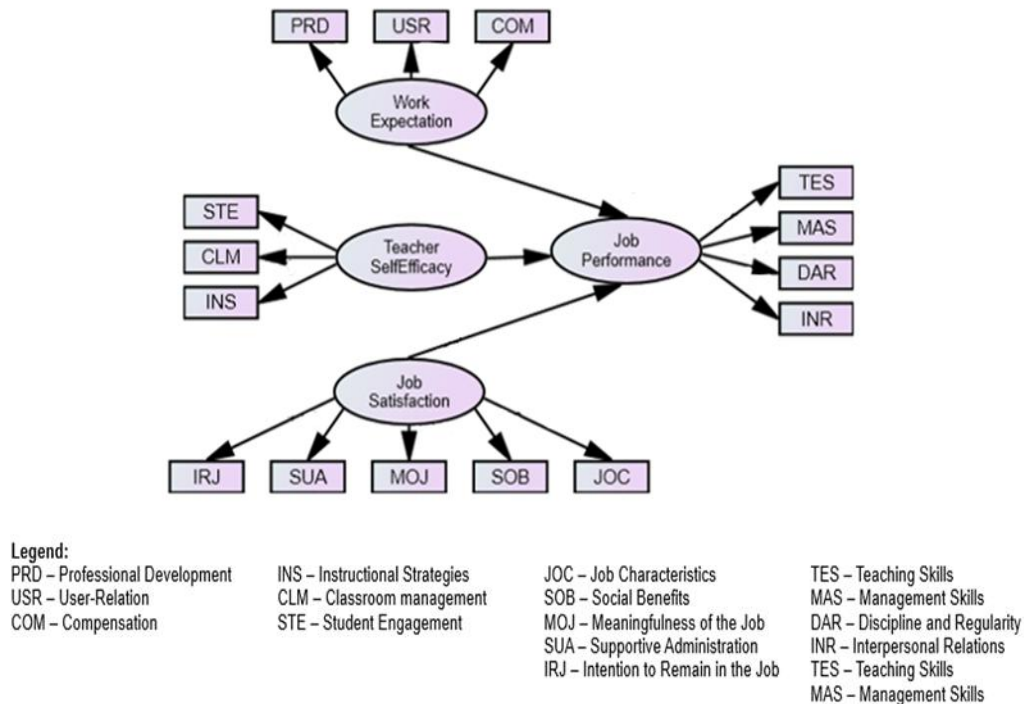 PRD
USR
COM
Work
Expectation
STE
CLM
INS
Teacher
SelfEfficacy
Job
Performance
TES
MAS
DAR
INR
Job
Satisfaction
IRJ
SUA
MOJ
SOB
JOC
Legend:
PRD – Professional Development
USR – User-Relation
COM – Compensation
INS – Instructional Strategies
CLM – Classroom management
STE – Student Engagement
JOC – Job Characteristics
SOB – Social Benefits
MOJ – Meaningfulness of the Job
SUA – Supportive Administration
IRJ – Intention to Remain in the Job
TES – Teaching Skills
MAS – Management Skills
DAR – Discipline and Regularity
INR – Interpersonal Relations
TES – Teaching Skills
MAS – Management Skills